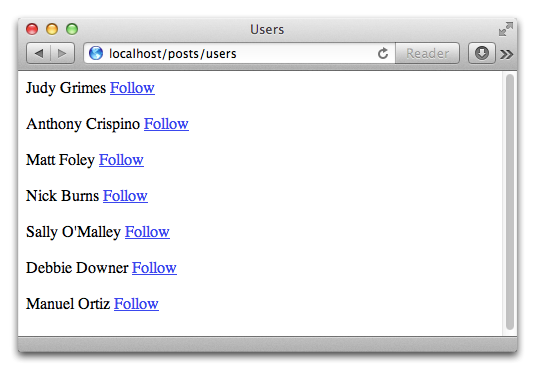 Users
localhost/posts/users
Reader
Judy Grimes Follow
Anthony Crispino Follow
Matt Foley Follow
Nick Burns Follow
Sally O'Malley Follow
Debbie Downer Follow
Manuel Ortiz Follow